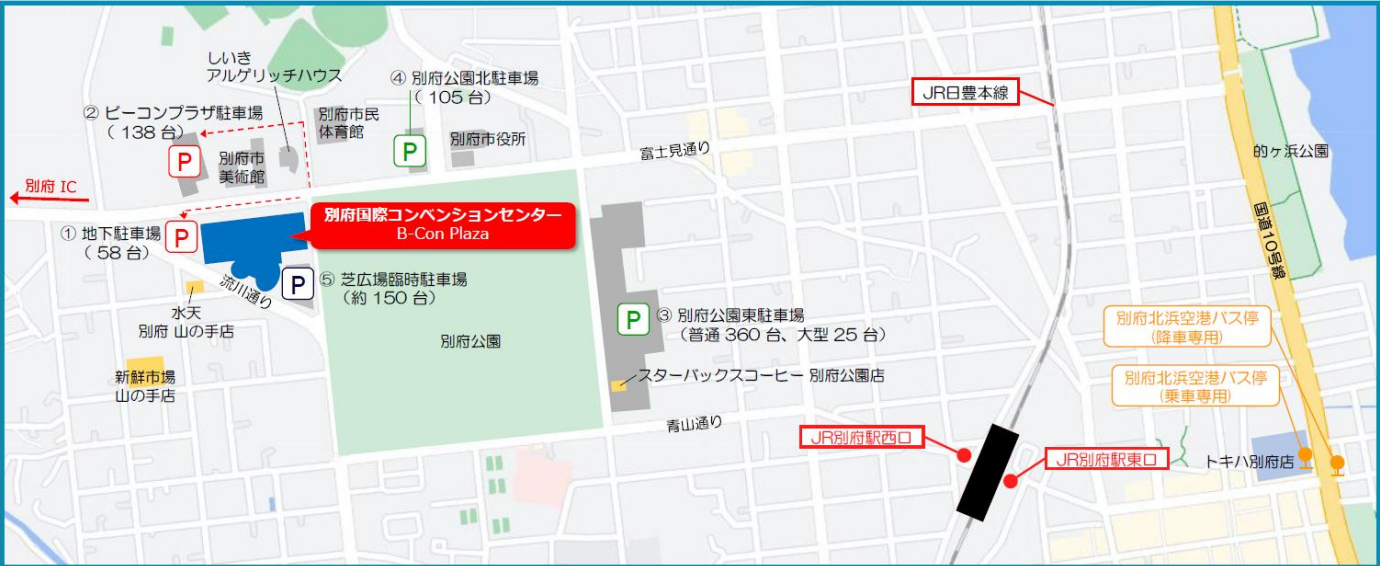 しいき
アルゲリッチハウス
④ 別府公園北駐車場
( 105 台)
② ビーコンプラザ駐車場
( 138 台)
別府市民
体育館
JR日豊本線
P
P
別府市
美術館
別府市役所
富士見通り
的ヶ浜公園
別府 IC
別府国際コンベンションセンター
B-Con Plaza
① 地下駐車場
( 58 台)
P
国道10号線
P
⑤ 芝広場臨時駐車場
(約 150 台)
流川通り
水天
別府 山の手店
P
③ 別府公園東駐車場
(普通 360 台、大型 25 台)
別府北浜空港バス停
(降車専用)
別府公園
新鮮市場
山の手店
スターバックスコーヒー 別府公園店
別府北浜空港バス停
(乗車専用)
青山通り
JR別府駅西口
JR別府駅東口
トキハ別府店